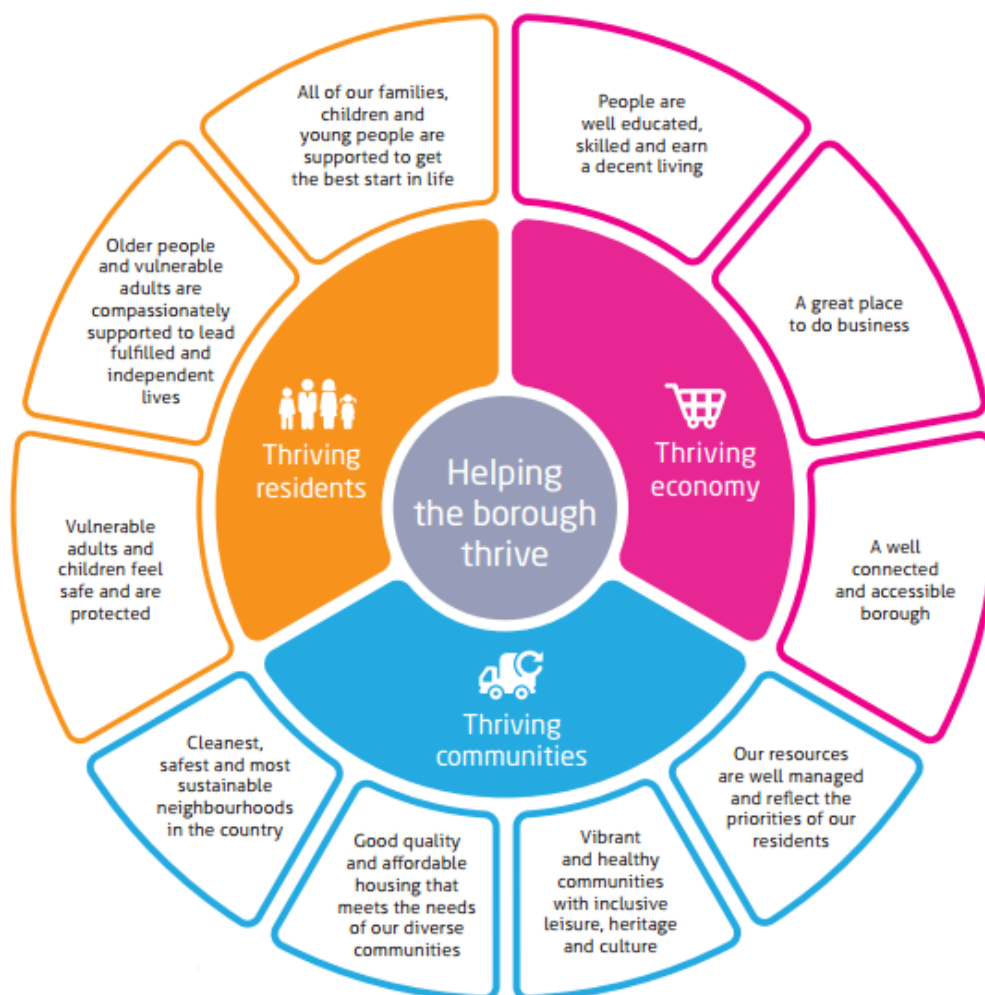 All of our families,
children and
young people are
supported to get
the best start in life
People are
well educated,
skilled and earn
a decent living
Older people
and vulnerable
adults are
compassionately
supported to lead
fulfilled and
independent
lives
A great place
to do business
Thriving
residents
Thriving
economy
Helping
the borough
thrive
Vulnerable
adults and
children feel
safe and are
protected
A well
connected
and accessible
borough
Thriving
communities
Cleanest,
safest and most
sustainable
neighbourhoods
in the country
Good quality
and affordable
housing that
meets the needs
of our diverse
communities
Vibrant
and healthy
communities
with inclusive
leisure, heritage
and culture
Our resources
are well managed
and reflect the
priorities of our
residents